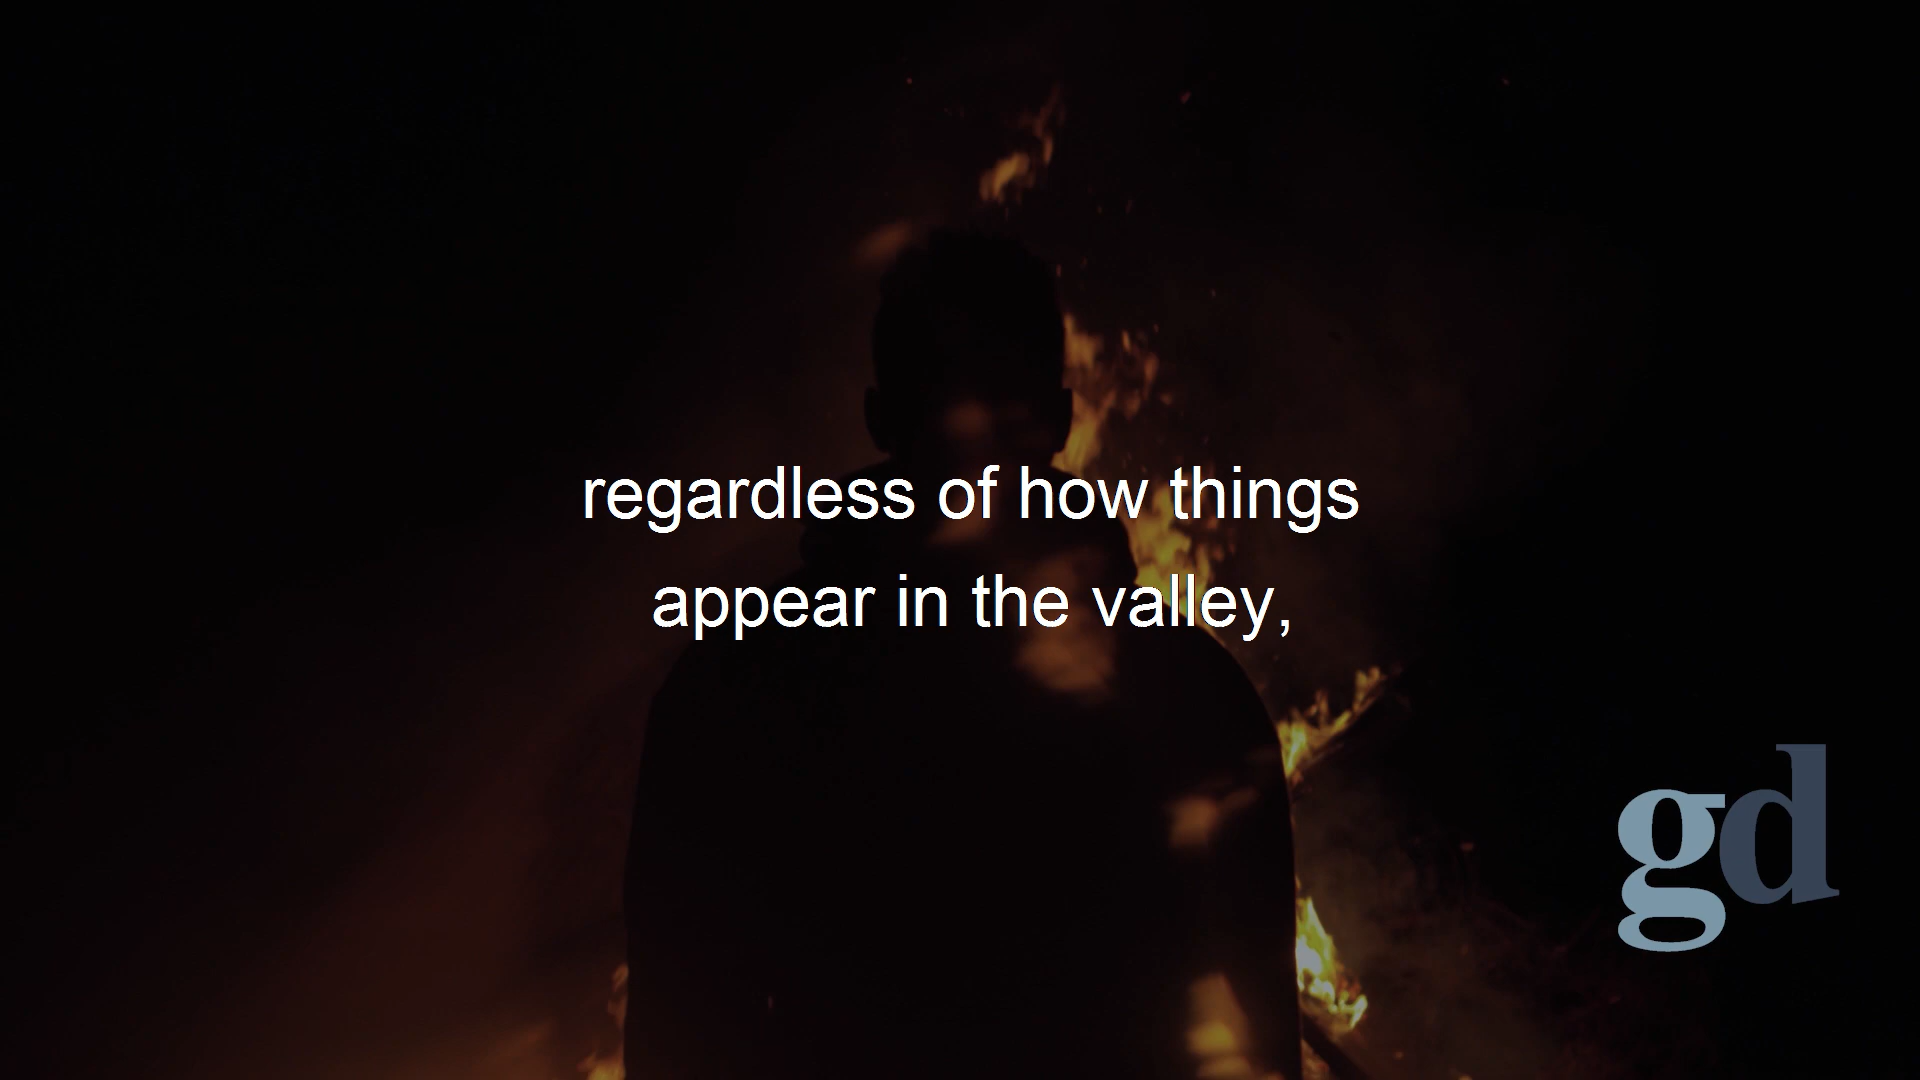 regardless of how things
appear in the valley,
gd